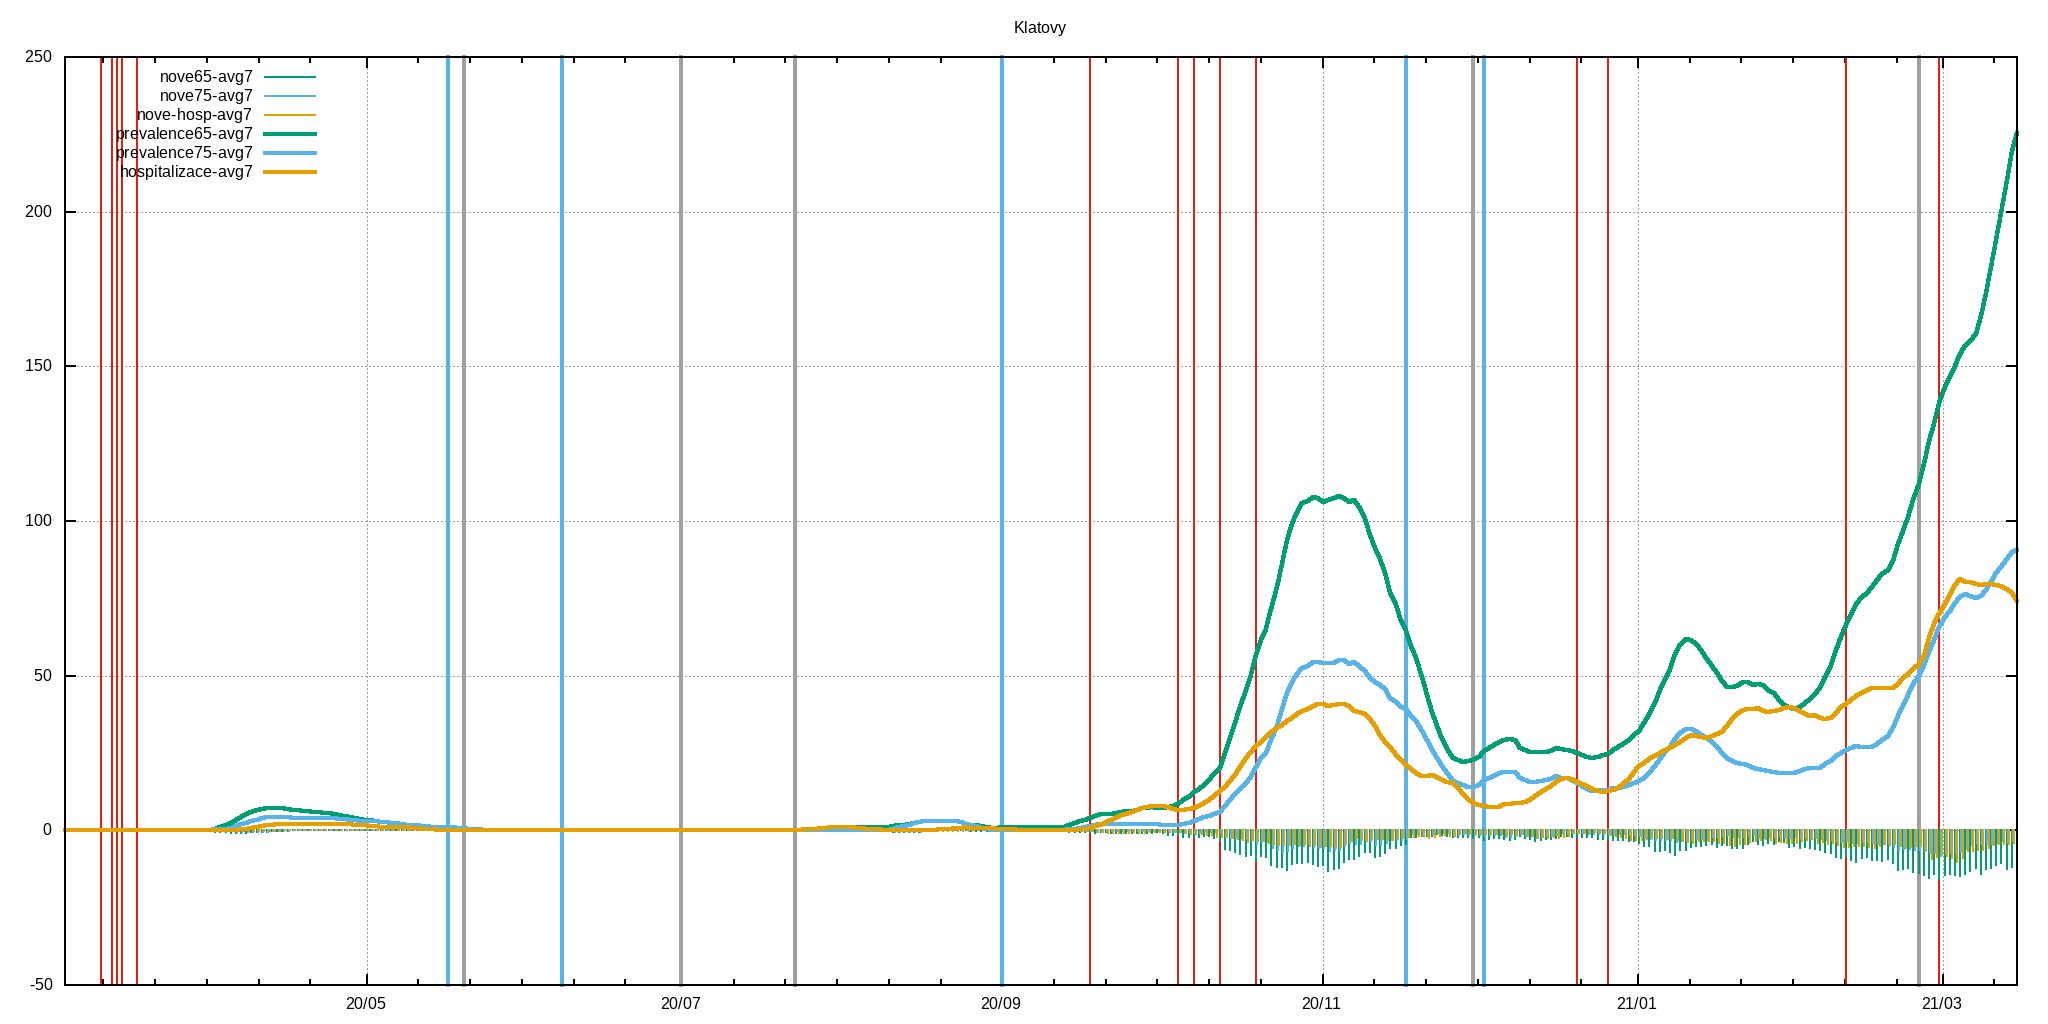 Klatovy
250
nove65-avg7
nove75-avg7
nove-hosp-avg7
prevalence65-avg7
prevalence75-avg7
hospitalizace-avg7
200
150
100
50
0
-50
20/05 20/07 20/09 20/11 21/01 21/03